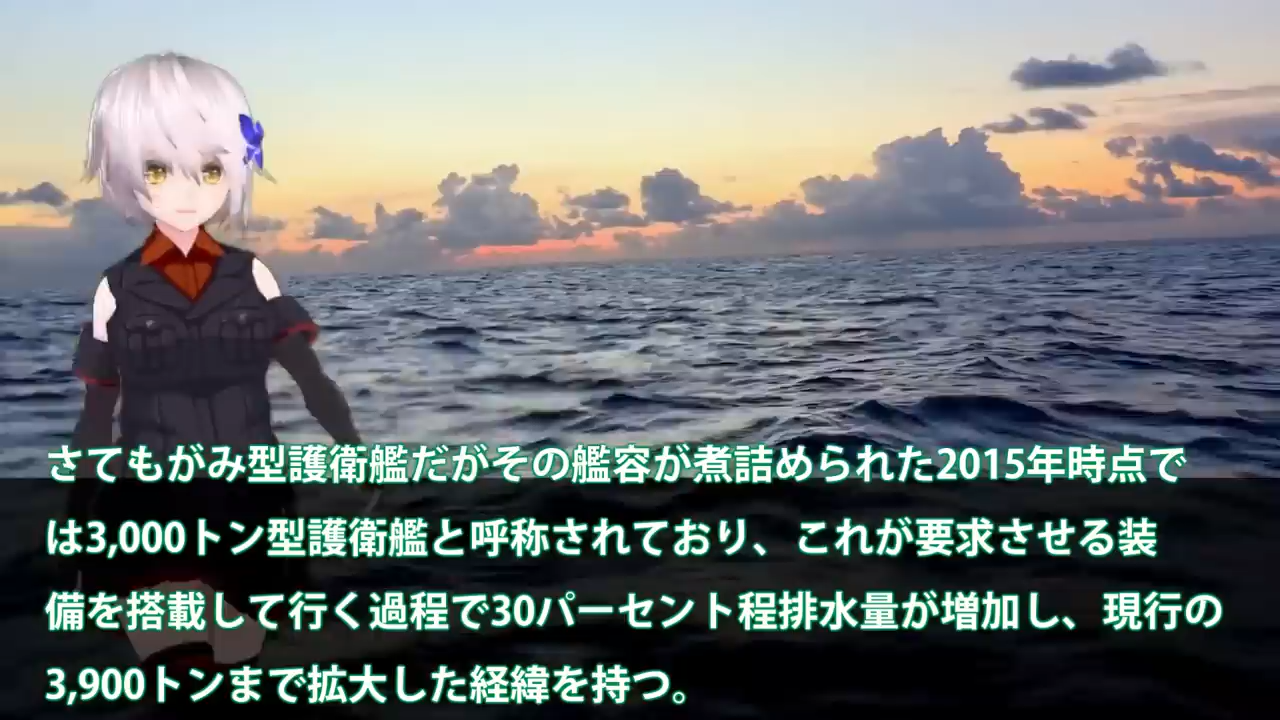 さてもがみ型護衛艦だがその艦容が煮詰められた2015年時点で
は3,000トン型護衛艦と呼称されており、これが要求させる装
備を搭載して行く過程で30パーセント程排水量が増加し、現行の
3,900トンまで拡大した経緯を持つ。